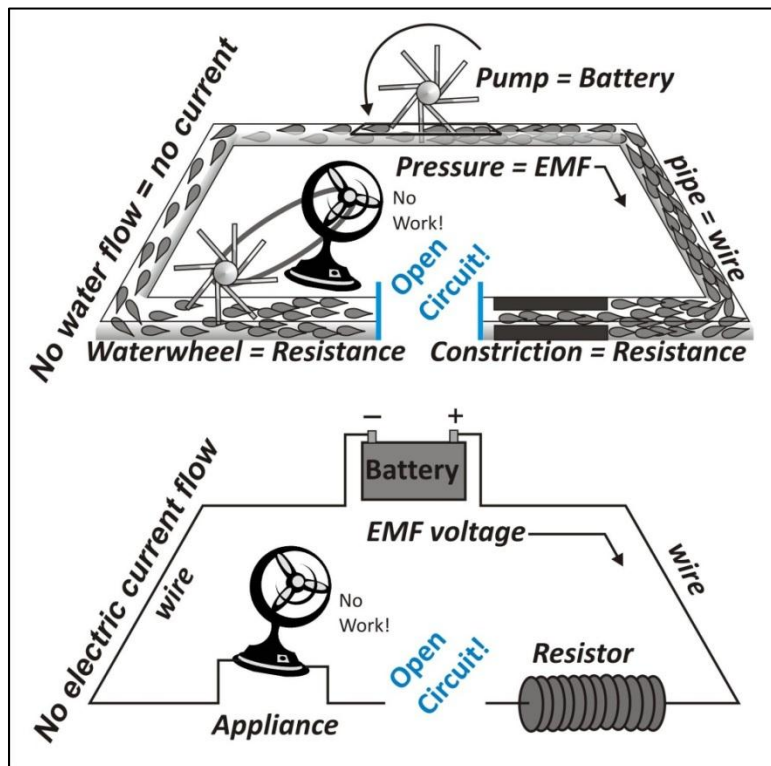 Pump = Battery
No water flow = no current
Pressure = EMF
pipe = wire
No
Work!
Open
Circuit!
Waterwheel = Resistance
Constriction = Resistance
− +
Battery
No electric current flow
EMF voltage
wire
wire
No
Work!
Open
Circuit!
Resistor
Appliance